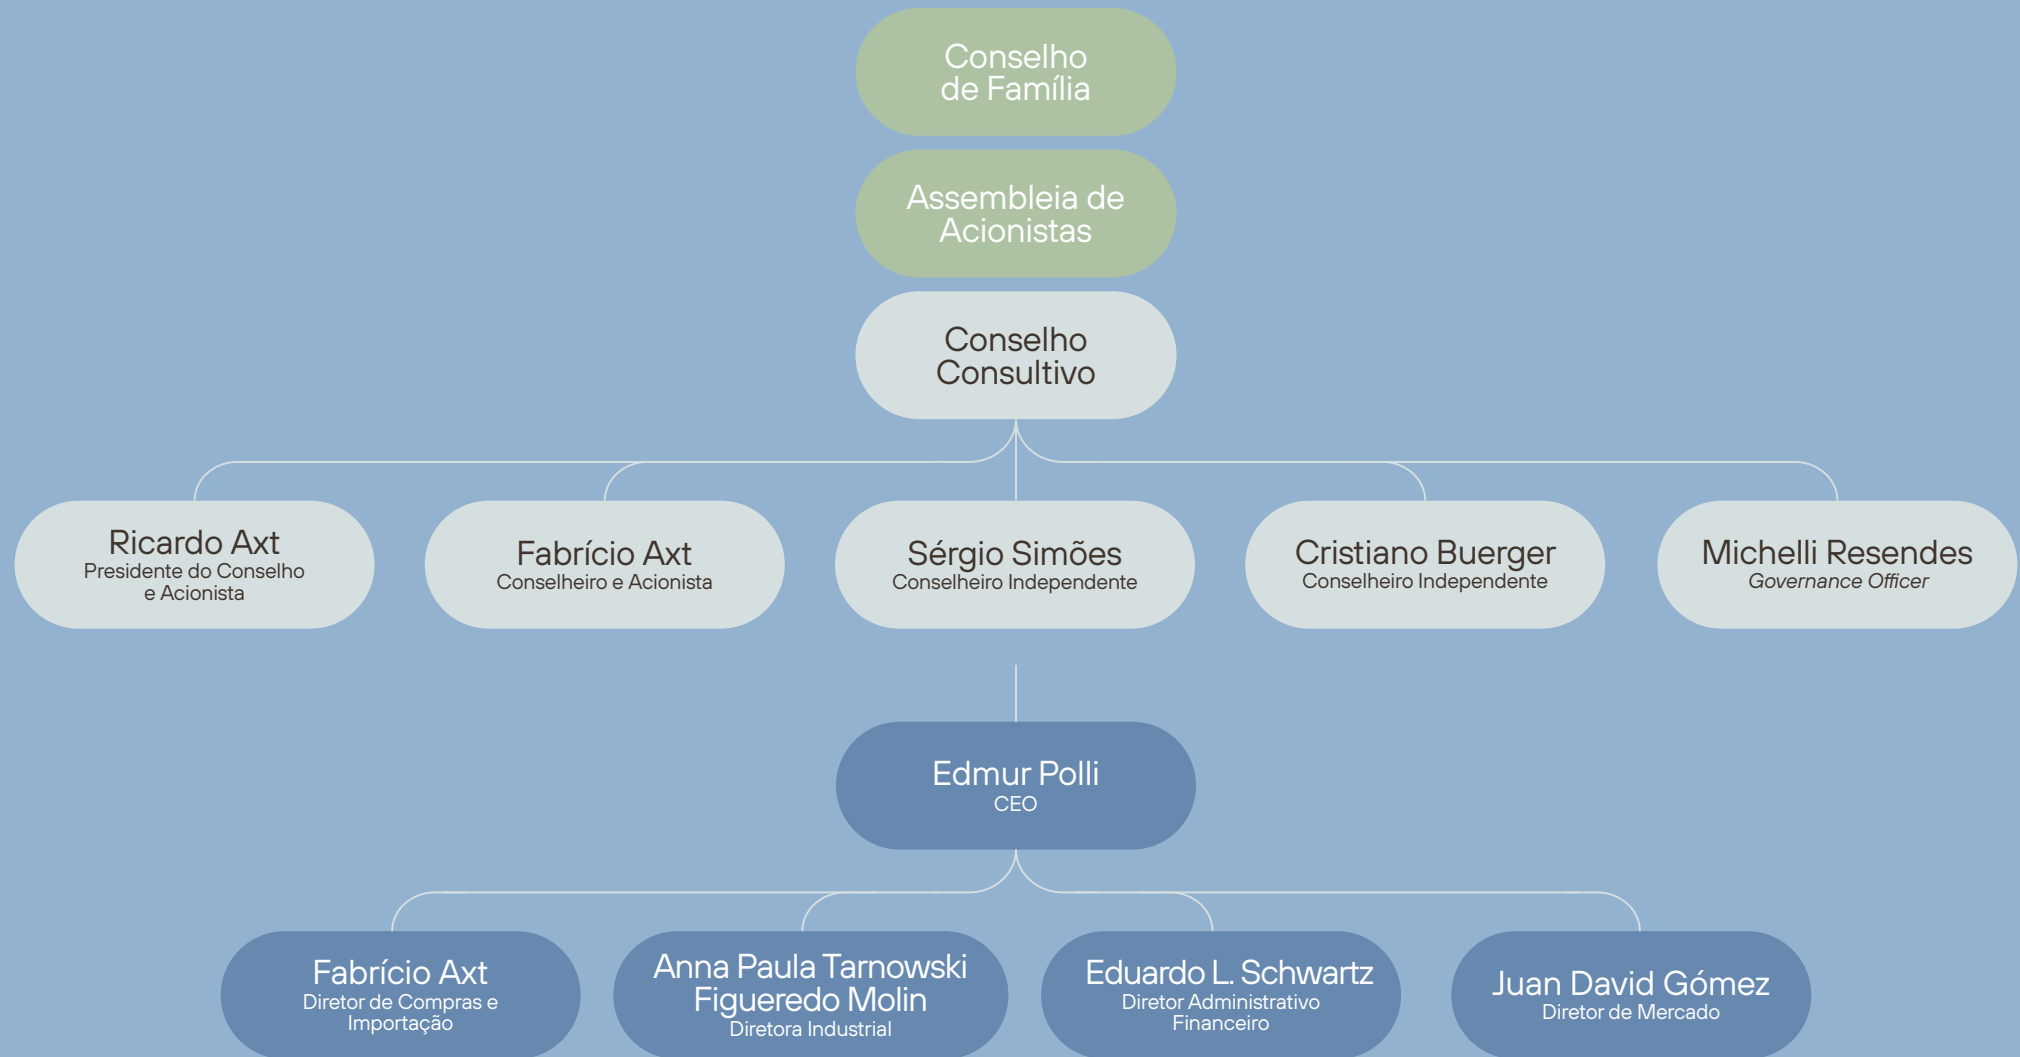 Conselho
de Família
Assembleia de
Acionistas
Conselho
Consultivo
Ricardo Axt
Presidente do Conselho
e Acionista
Fabrício Axt
Conselheiro e Acionista
Sérgio Simões
Conselheiro Independente
Cristiano Buerger
Conselheiro Independente
Michelli Resendes
Governance Officer
Edmur Polli
CEO
Fabrício Axt
Diretor de Compras e
Importação
Anna Paula Tarnowski
Figueredo Molin
Diretora Industrial
Eduardo L. Schwartz
Diretor Administrativo
Financeiro
Juan David Gómez
Diretor de Mercado